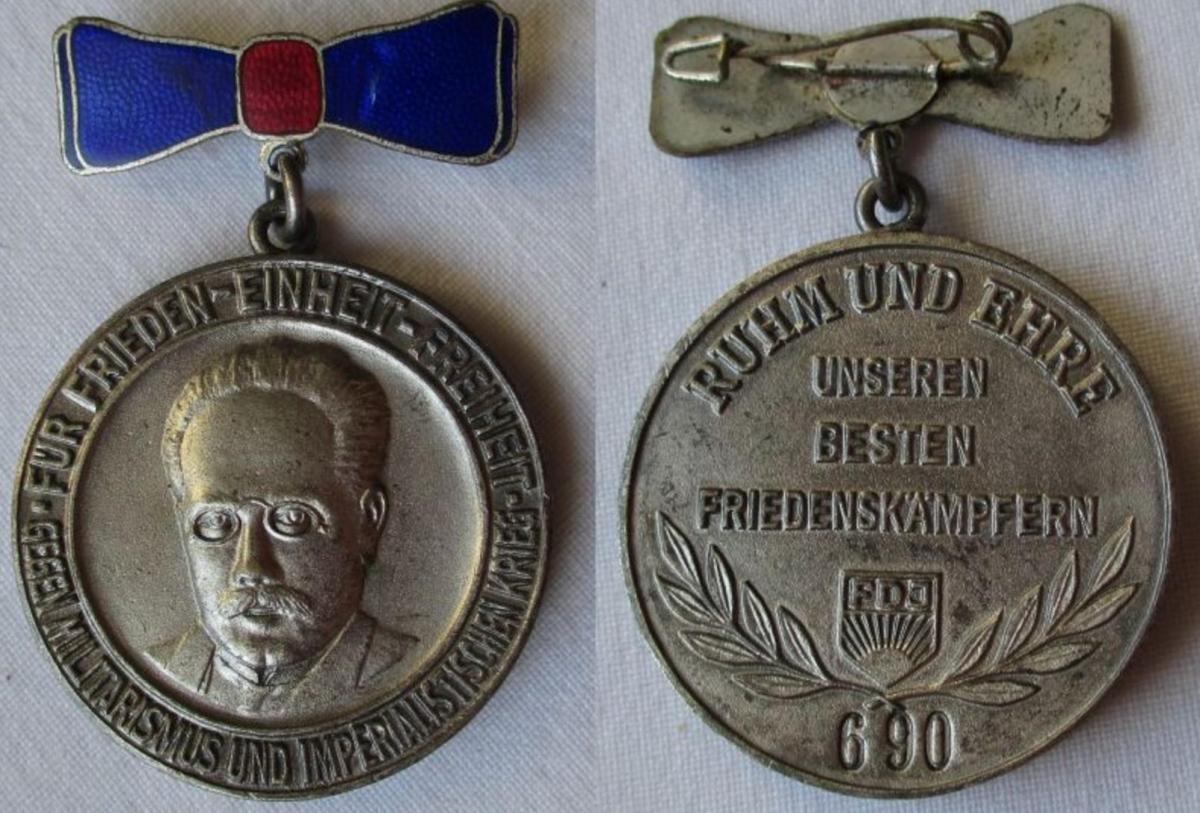 FÜR FRIEDEN - EINHEIT - FREIHEIT ·
GEGEN MILITARISMUS UND IMPERIALISTISCHEN KRIEG ·
RUHM UND EHRE
UNSEREN
BESTEN
FRIEDENSKÄMPFERN
FDJ
690